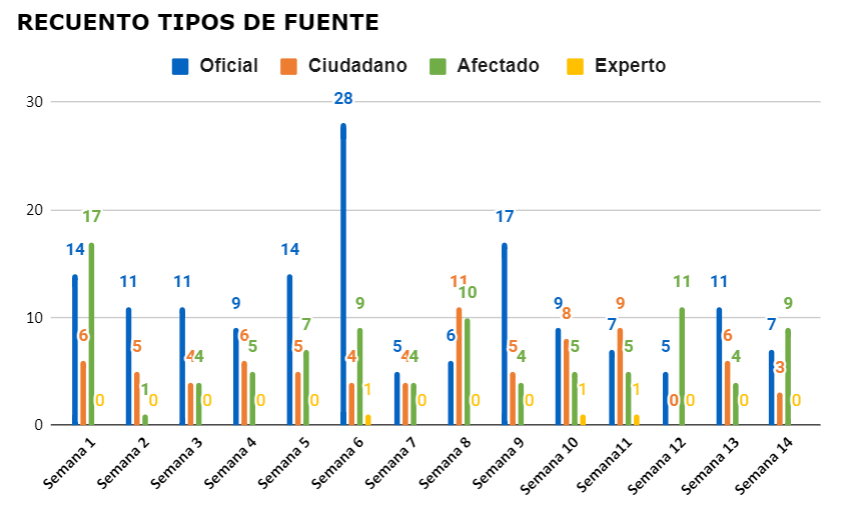 RECUENTO TIPOS DE FUENTE
Oficial Ciudadano Afectado Experto
30
20
10
0
14 6 17 0
11 5 1 0
11 4 4 0
9 6 5 0
14 5 7 0
28 4 9 1
5 4 4 0
6 11 10 0
17 5 4 0
9 8 5 1
7 9 5 1
5 0 11 0
11 6 4 0
7 3 9 0
Semana 1
Semana 2
Semana 3
Semana 4
Semana 5
Semana 6
Semana 7
Semana 8
Semana 9
Semana 10
Semana11
Semana 12
Semana 13
Semana 14